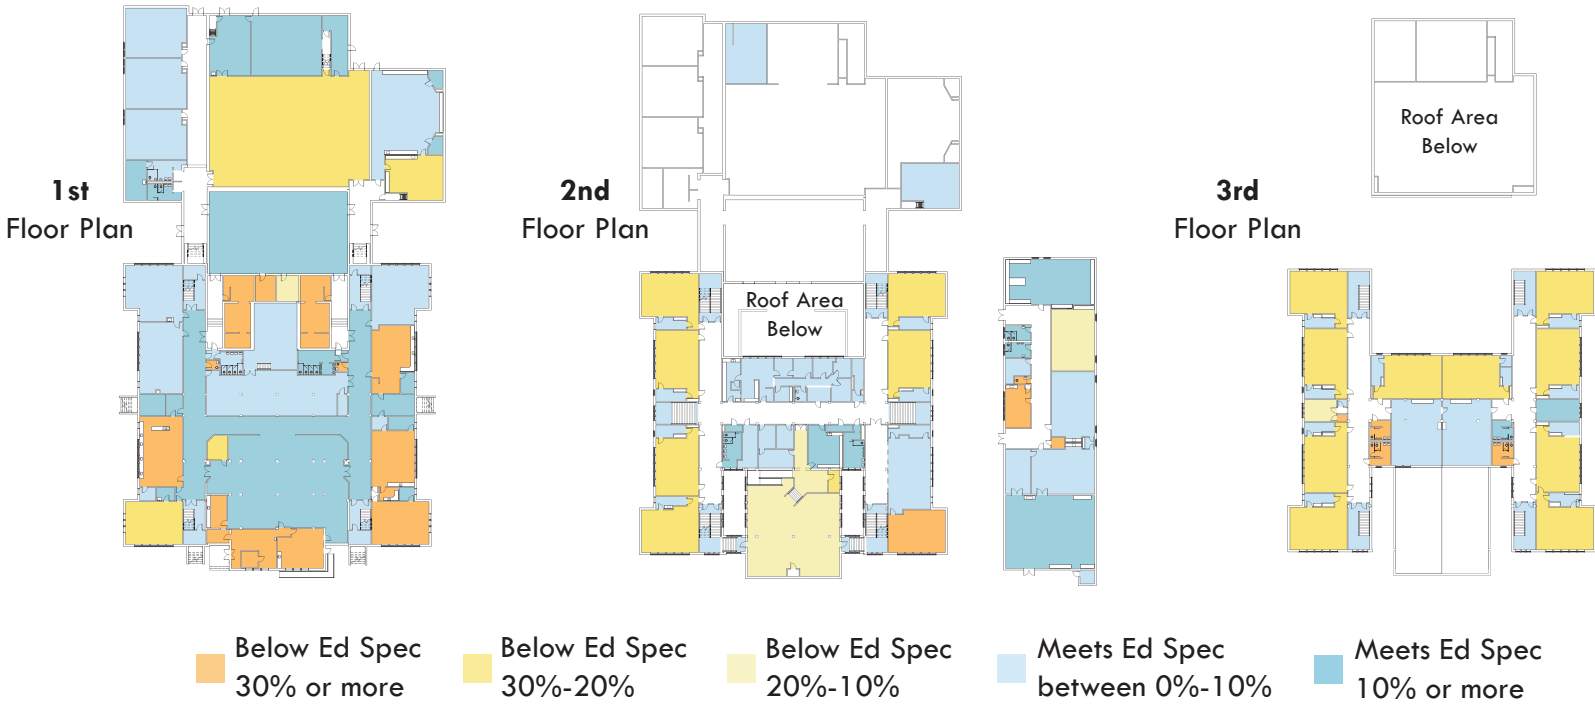 1st
Floor Plan
2nd
Floor Plan
Roof Area
Below
3rd
Floor Plan
Roof Area
Below
Below Ed Spec
30% or more
Below Ed Spec
30%-20%
Below Ed Spec
20%-10%
Meets Ed Spec
between 0%-10%
Meets Ed Spec
10% or more